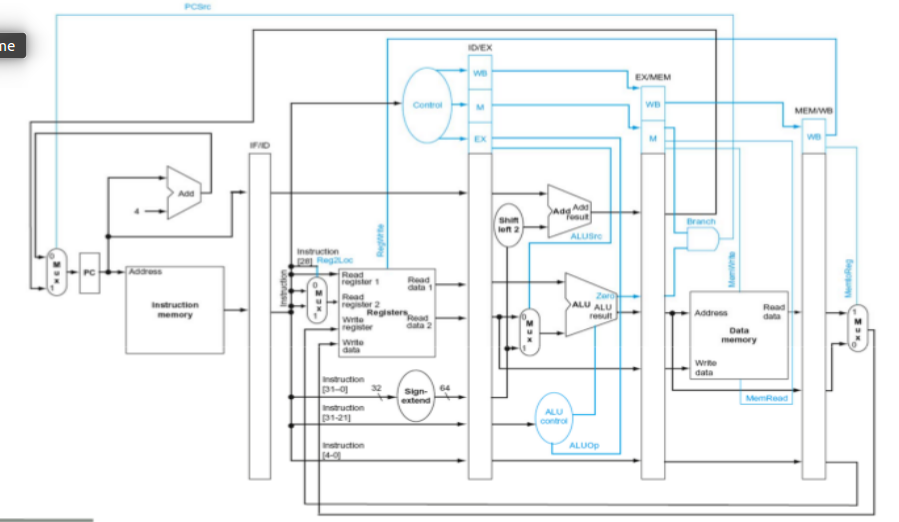 PCSrc
me
ID/EX
WB
M
EX
Control
EX/MEM
WB
M
MEM/WB
WB
IF/ID
Add
4
Shift
left 2
Add
Add
result
ALUSrc
Branch
RegWrite
MemWrite
MemtoReg
0
M
u
x
1
PC
Address
Instruction
memory
Instruction
Instruction
[28]
Reg2Loc
0
M
u
x
1
Read
register 1
Read
register 2
Write
register
Write
data
Registers
Read
data 1
Read
data 2
0
M
u
x
1
Zero
ALU
ALU
result
Address
Read
data
Data
memory
Write
data
1
M
u
x
0
Instruction
[31–0]
32
Sign-
extend
64
Instruction
[31-21]
Instruction
[4-0]
ALU
control
ALUOp
MemRead